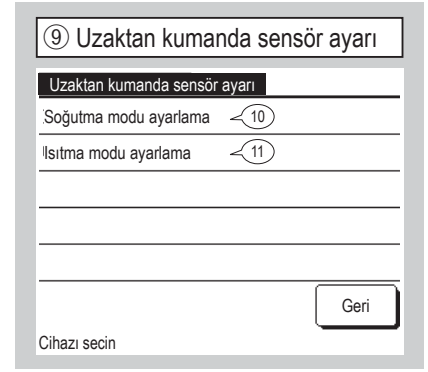 ⑨ Uzaktan kumanda sensör ayarı
Uzaktan kumanda sensör ayarı
Soğutma modu ayarlama 10
Isıtma modu ayarlama 11
Geri
Cihazı secin